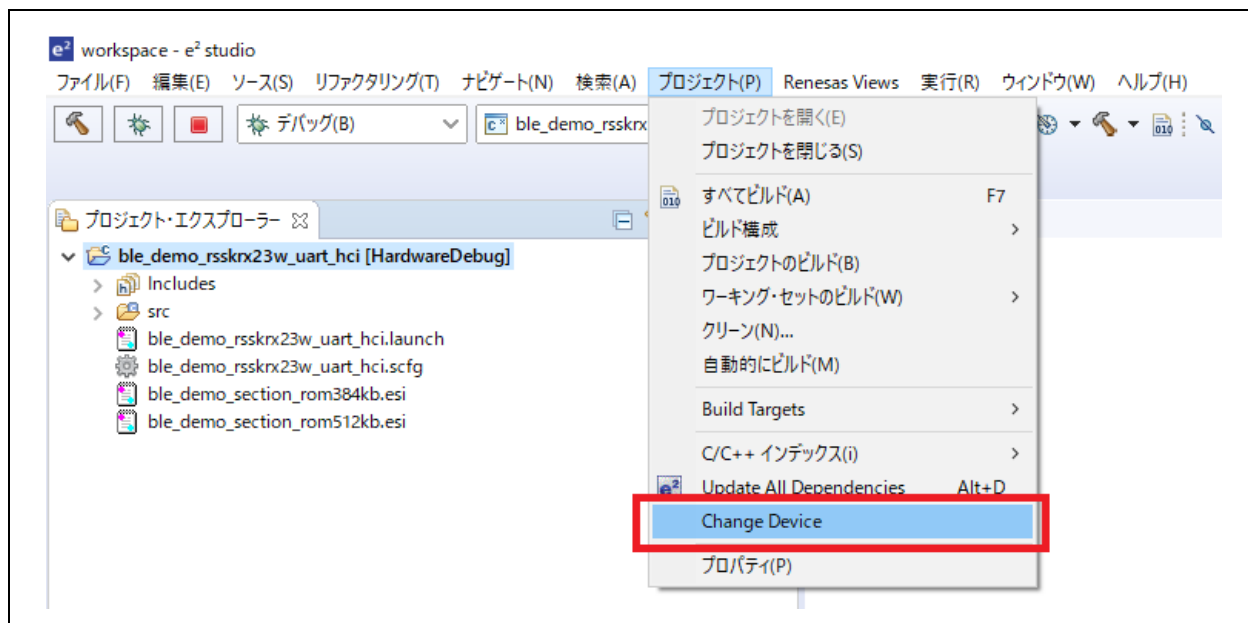 e² workspace - e² studio
ファイル(F) 編集(E) ソース(S) リファクタリング(T) ナビゲート(N) 検索(A) プロジェクト(P) Renesas Views 実行(R) ウィンドウ(W) ヘルプ(H)
デバッグ(B) ble_demo_rsskrx
プロジェクトを開く(E)
プロジェクトを閉じる(S)
すべてビルド(A) F7
ビルド構成
プロジェクトのビルド(B)
ワーキング・セットのビルド(W)
クリーン(N)...
自動的にビルド(M)
Build Targets
C/C++ インデックス(i)
e² Update All Dependencies Alt+D
Change Device
プロパティ(P)
プロジェクト・エクスプローラー
ble_demo_rsskrx23w_uart_hci [HardwareDebug]
Includes
src
ble_demo_rsskrx23w_uart_hci.launch
ble_demo_rsskrx23w_uart_hci.scfg
ble_demo_section_rom384kb.esi
ble_demo_section_rom512kb.esi